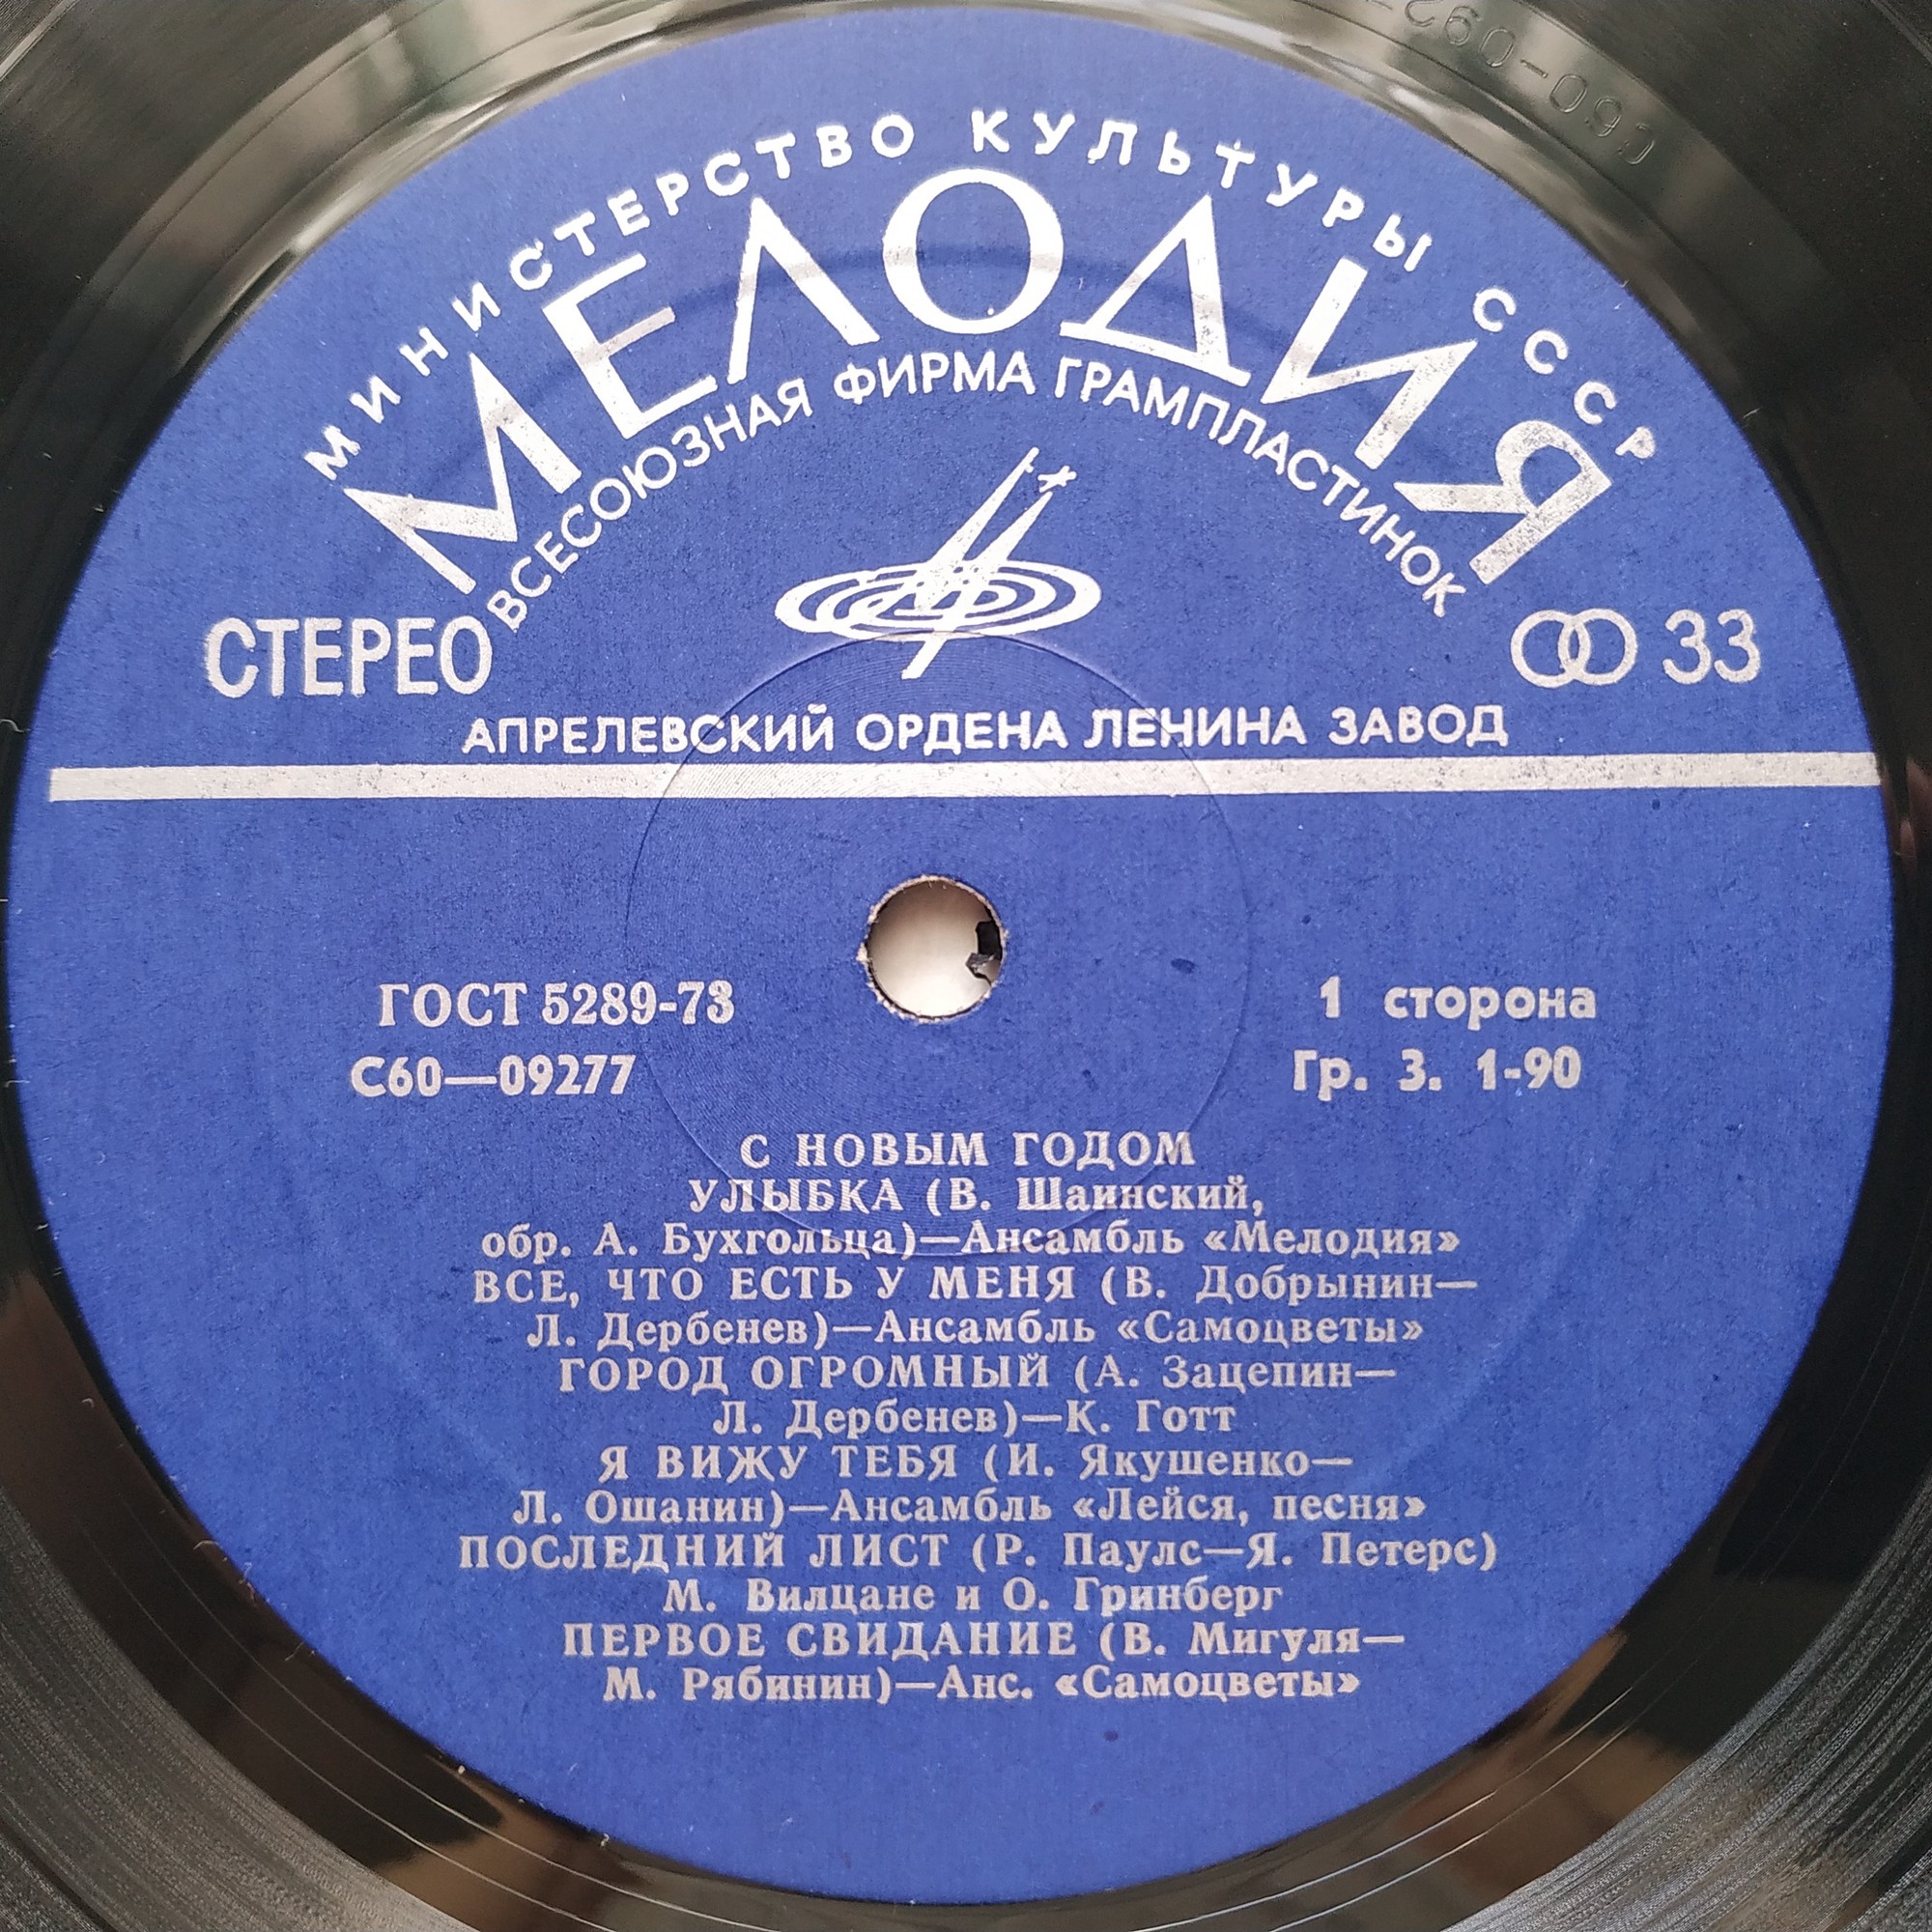 МИНИСТЕРСТВО КУЛЬТУРЫ СССР
МЕЛОДИЯ
ВСЕСОЮЗНАЯ ФИРМА ГРАМПЛАСТИНОК
СТЕРЕО
33
АПРЕЛЕВСКИЙ ОРДЕНА ЛЕНИНА ЗАВОД
ГОСТ 5289-73
1 сторона
С60—09277
Гр. 3. 1-90
С НОВЫМ ГОДОМ
УЛЫБКА (В. Шаинский,
обр. А. Бухгольца)—Ансамбль «Мелодия»
ВСЕ, ЧТО ЕСТЬ У МЕНЯ (В. Добрынин—
Л. Дербенев)—Ансамбль «Самоцветы»
ГОРОД ОГРОМНЫЙ (А. Зацепин—
Л. Дербенев)—К. Готт
Я ВИЖУ ТЕБЯ (И. Якушенко—
Л. Ошанин)—Ансамбль «Лейся, песня»
ПОСЛЕДНИЙ ЛИСТ (Р. Паулс—Я. Петерс)
М. Вилцане и О. Гринберг
ПЕРВОЕ СВИДАНИЕ (В. Мигуля—
М. Рябинин)—Анс. «Самоцветы»